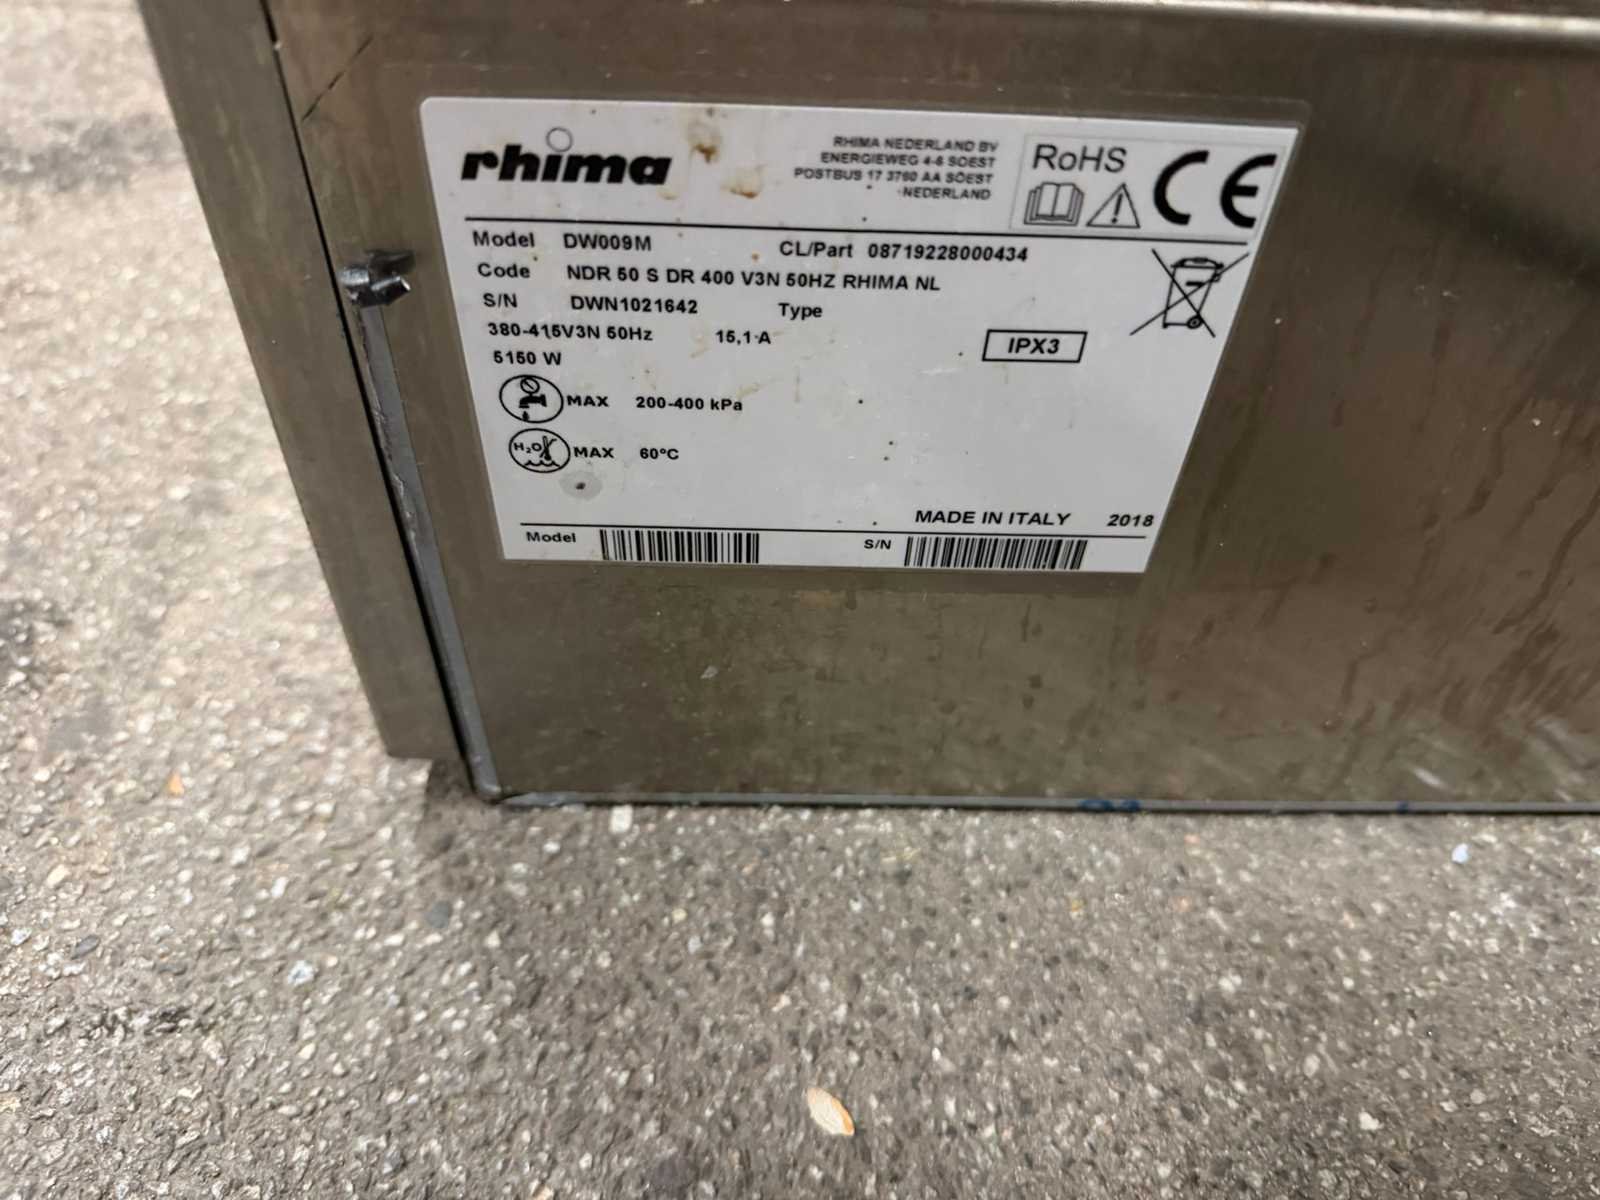 rhima
RHIMA NEDERLAND BV
ENERGIEWEG 4-6 SOEST
POSTBUS 17 3760 AA SOEST
NEDERLAND
RoHS
CE
Model DW009M CL/Part 08719228000434
Code NDR 50 S DR 400 V3N 50HZ RHIMA NL
S/N DWN1021642 Type
380-415V3N 50Hz 15,1 A
5150 W
IPX3
MAX 200-400 kPa
H₂O MAX 60°C
MADE IN ITALY 2018
Model S/N